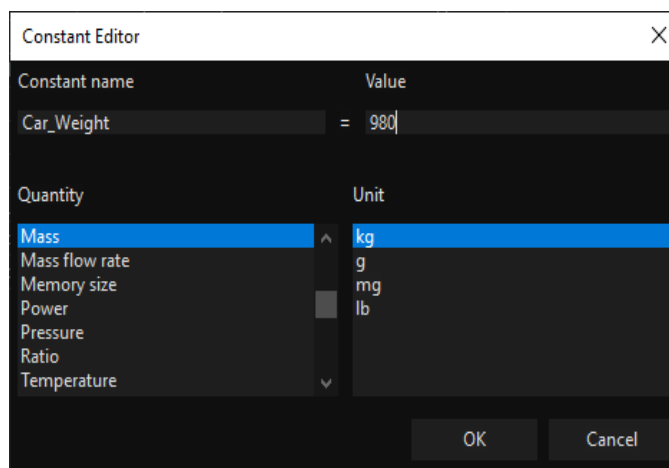 Constant Editor
Constant name Value
Car_Weight = 980
Quantity Unit
Mass kg
Mass flow rate g
Memory size mg
Power lb
Pressure
Ratio
Temperature
OK Cancel